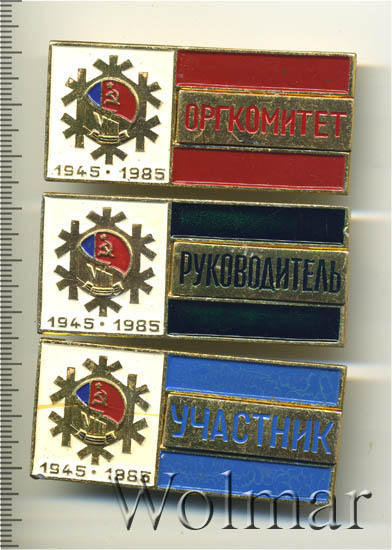 ОРГКОМИТЕТ
1945 · 1985
РУКОВОДИТЕЛЬ
1945 · 1985
УЧАСТНИК
1945 · 1985
Wolmar